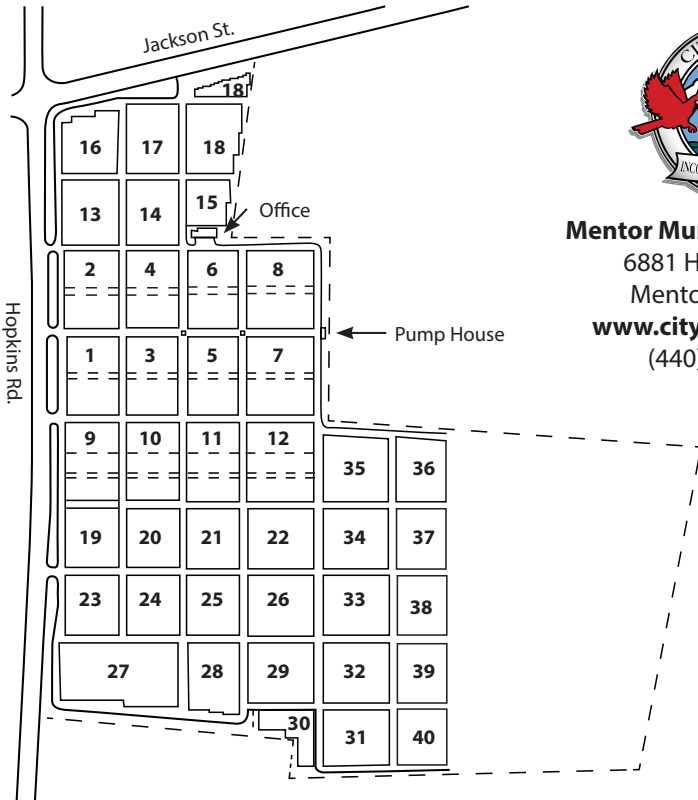 Jackson St.
18
16 17 18
13 14 15
Office
2 4 6 8
Hopkins Rd.
Pump House
1 3 5 7
9 10 11 12
35 36
19 20 21 22 34 37
23 24 25 26 33 38
27 28 29 32 39
30
31 40
Mentor Mu
6881 H
Mento
www.city
(440)